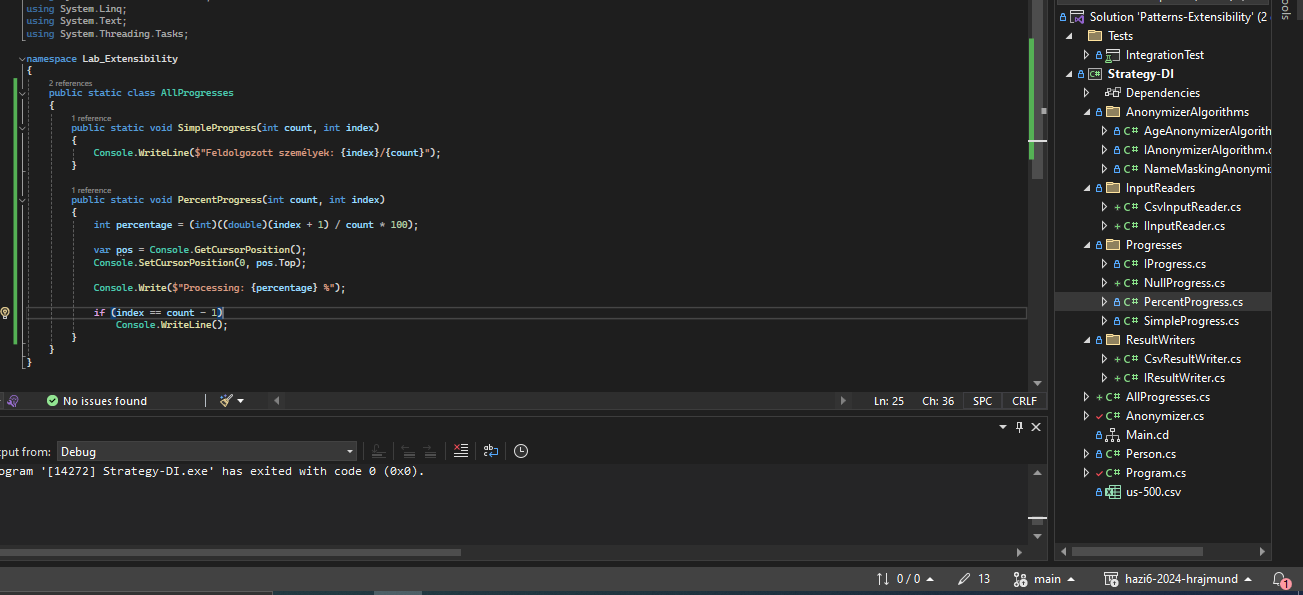 using System.Linq;
using System.Text;
using System.Threading.Tasks;
namespace Lab_Extensibility
{
2 references
public static class AllProgresses
{
1 reference
public static void SimpleProgress(int count, int index)
{
Console.WriteLine($"Feldolgozott személyek: {index}/{count}");
}
1 reference
public static void PercentProgress(int count, int index)
{
int percentage = (int)((double)(index + 1) / count * 100);
var pos = Console.GetCursorPosition();
Console.SetCursorPosition(0, pos.Top);
Console.Write($"Processing: {percentage} %");
if (index == count - 1)
Console.WriteLine();
}
}
}
No issues found
Ln: 25 Ch: 36 SPC CRLF
put from: Debug
ogram '[14272] Strategy-DI.exe' has exited with code 0 (0x0).
Solution 'Patterns-Extensibility' (2
Tests
IntegrationTest
C# Strategy-DI
Dependencies
AnonymizerAlgorithms
C# AgeAnonymizerAlgorith
C# IAnonymizerAlgorithm.c
C# NameMaskingAnonymi
InputReaders
C# CsvInputReader.cs
C# IInputReader.cs
Progresses
C# IProgress.cs
C# NullProgress.cs
C# PercentProgress.cs
C# SimpleProgress.cs
ResultWriters
C# CsvResultWriter.cs
C# IResultWriter.cs
C# AllProgresses.cs
C# Anonymizer.cs
Main.cd
C# Person.cs
C# Program.cs
us-500.csv
ools
0 / 0 13 main hazi6-2024-hrajmund 1